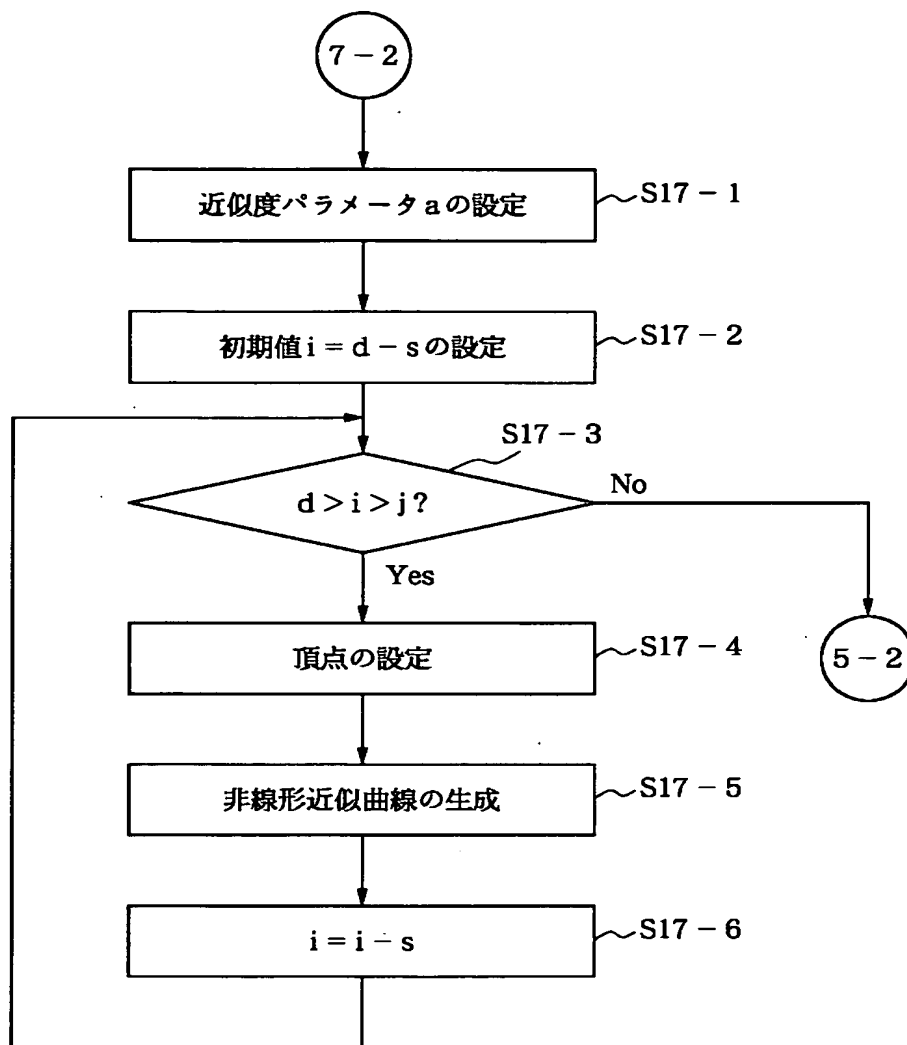 7-2
近似度パラメータaの設定
S17-1
初期値i=d-sの設定
S17-2
S17-3
d>i>j?
No
Yes
頂点の設定
S17-4
5-2
非線形近似曲線の生成
S17-5
i=i-s
S17-6